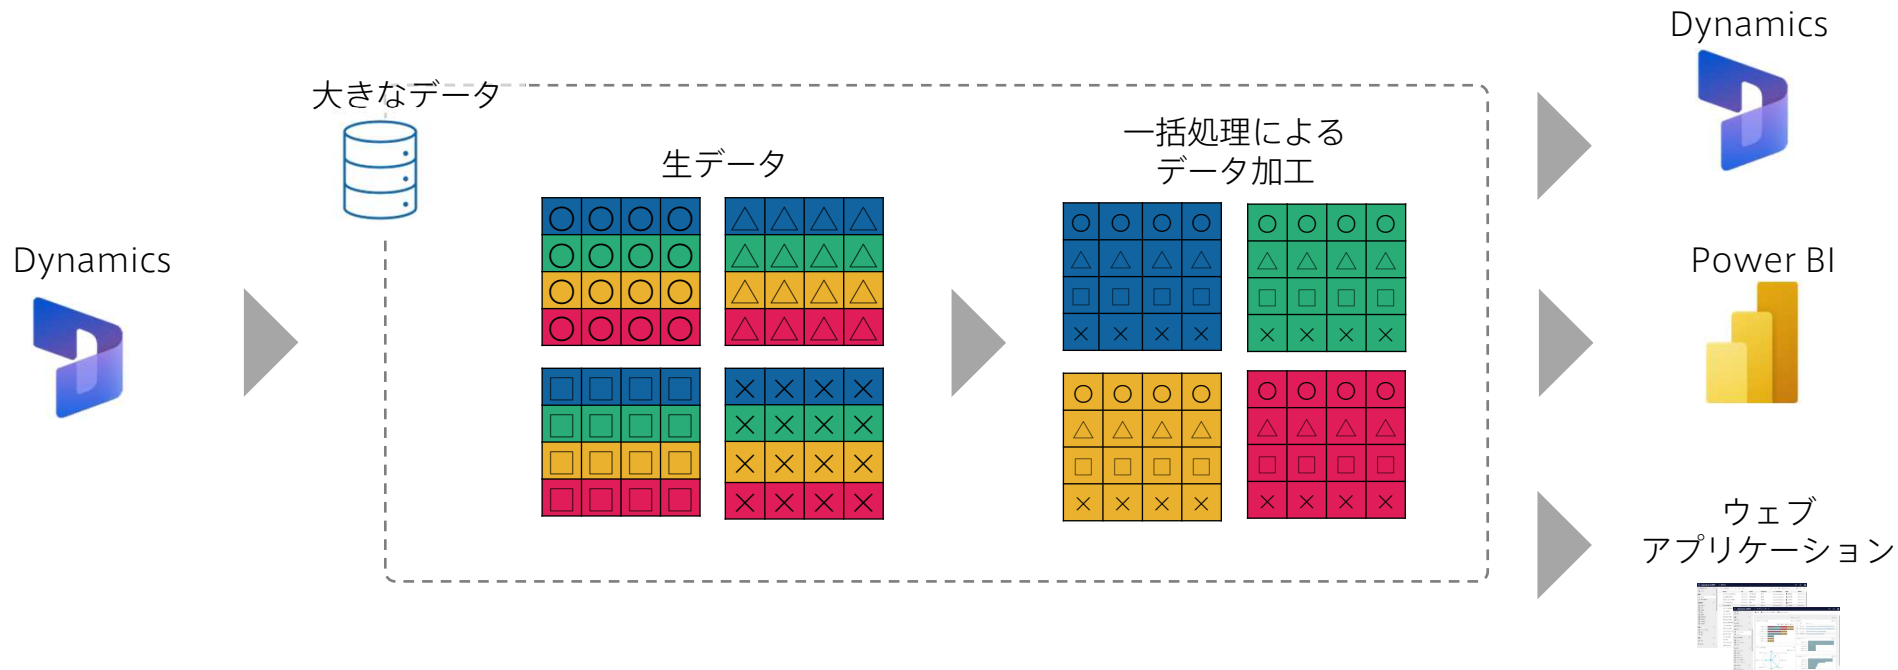 Dynamics
大きなデータ
生データ
一括処理による
データ加工
Dynamics
Power BI
ウェブ
アプリケーション